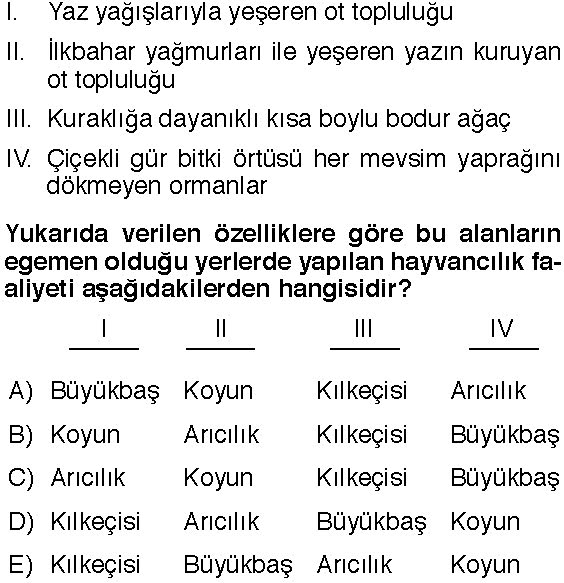 I. Yaz yağışlarıyla yeşeren ot topluluğu
II. İlkbahar yağmurları ile yeşeren yazın kuruyan
ot topluluğu
III. Kuraklığa dayanıklı kısa boylu bodur ağaç
IV. Çiçekli gür bitki örtüsü her mevsim yaprağını
dökmeyen ormanlar
Yukarıda verilen özelliklere göre bu alanların
egemen olduğu yerlerde yapılan hayvancılık fa-
aliyeti aşağıdakilerden hangisidir?
I II III IV
A) Büyükbaş Koyun Kılkeçisi Arıcılık
B) Koyun Arıcılık Kılkeçisi Büyükbaş
C) Arıcılık Koyun Kılkeçisi Büyükbaş
D) Kılkeçisi Arıcılık Büyükbaş Koyun
E) Kılkeçisi Büyükbaş Arıcılık Koyun